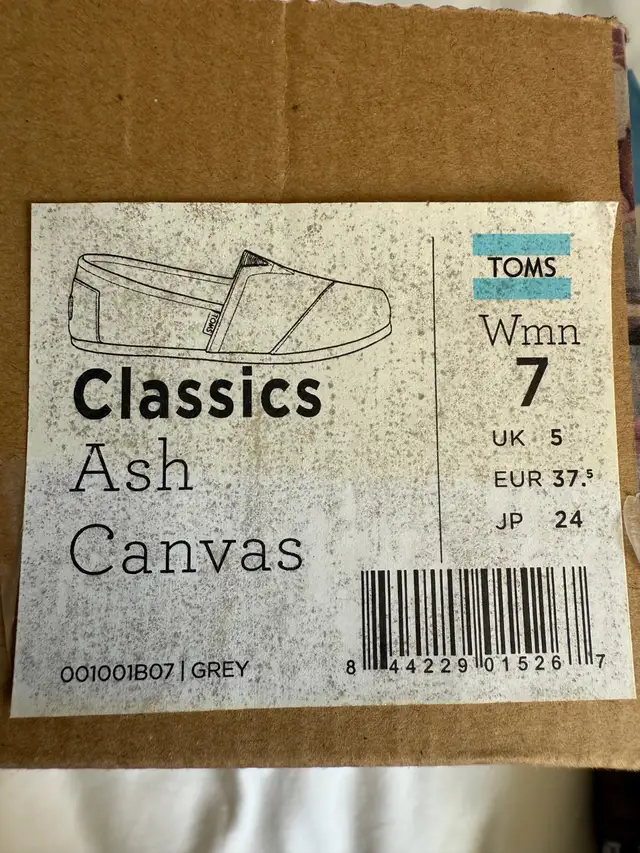 TOMS
Classics
Ash
Canvas
001001B07 | GREY
TOMS
Wmn
7
UK 5
EUR 37.5
JP 24
8 44229 01526 7